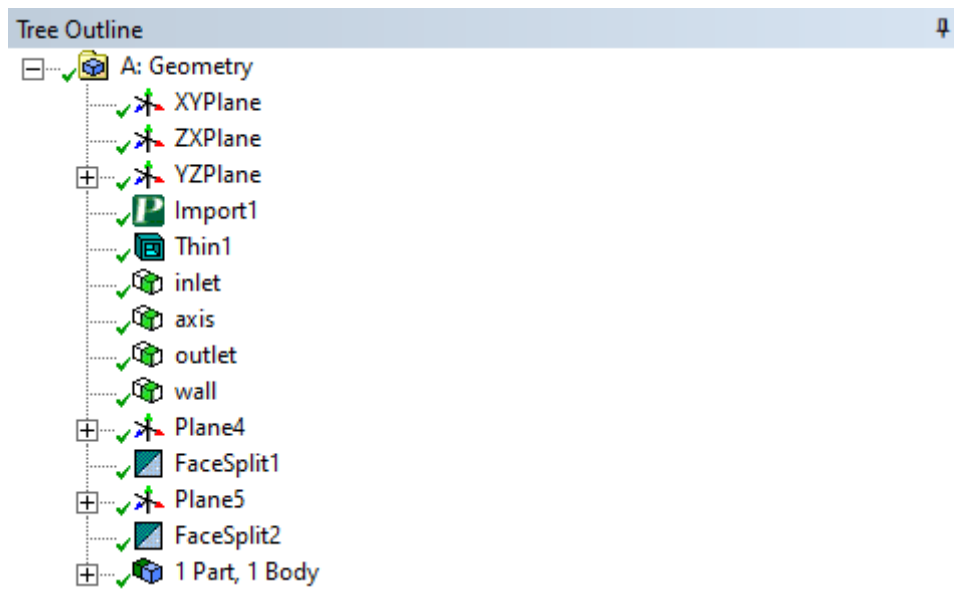 Tree Outline
A: Geometry
XYPlane
ZXPlane
YZPlane
Import1
Thin1
inlet
axis
outlet
wall
Plane4
FaceSplit1
Plane5
FaceSplit2
1 Part, 1 Body